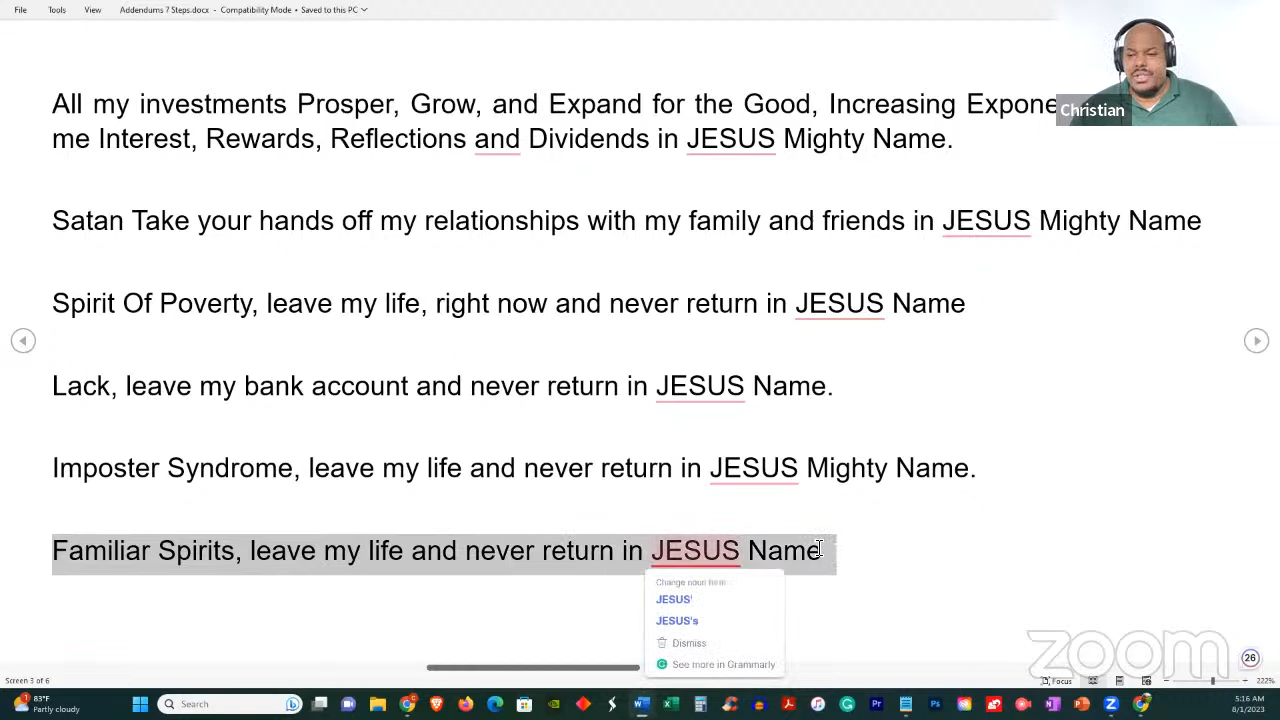 File Tools View Addendums 7 Steps.docx - Compatibility Mode • Saved to this PC
All my investments Prosper, Grow, and Expand for the Good, Increasing
Christian
me Interest, Rewards, Reflections and Dividends in JESUS Mighty Name.
Satan Take your hands off my relationships with my family and friends in JESUS Mighty Name
Spirit Of Poverty, leave my life, right now and never return in JESUS Name
Lack, leave my bank account and never return in JESUS Name.
Imposter Syndrome, leave my life and never return in JESUS Mighty Name.
Familiar Spirits, leave my life and never return in JESUS Name
Change noun form
JESUS'
JESUS's
Dismiss
See more in Grammarly
zoom
26
Screen 3 of 6
Focus
222%
83°F
Partly cloudy
Search
5:16 AM
8/1/2023